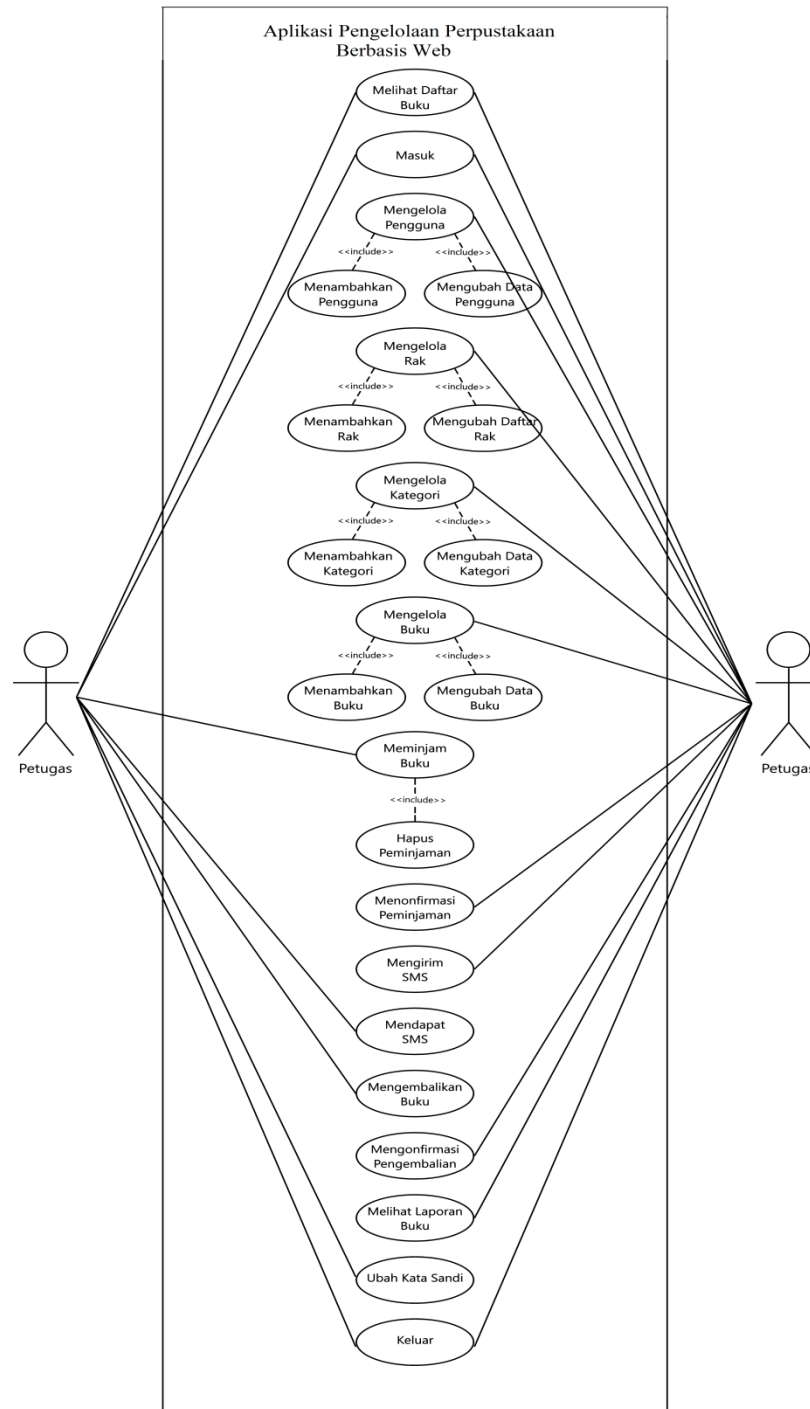 Aplikasi Pengelolaan Perpustakaan
Berbasis Web
Melihat Daftar
Buku
Masuk
Mengelola
Pengguna
<<include>>
<<include>>
Menambahkan
Pengguna
Mengubah Data
Pengguna
Mengelola
Rak
<<include>>
<<include>>
Menambahkan
Rak
Mengubah Daftar
Rak
Mengelola
Kategori
<<include>>
<<include>>
Menambahkan
Kategori
Mengubah Data
Kategori
Mengelola
Buku
<<include>>
<<include>>
Menambahkan
Buku
Mengubah Data
Buku
Petugas
Petugas
Meminjam
Buku
<<include>>
Hapus
Peminjaman
Menonfirmasi
Peminjaman
Mengirim
SMS
Mendapat
SMS
Mengembalikan
Buku
Mengonfirmasi
Pengembalian
Melihat Laporan
Buku
Ubah Kata Sandi
Keluar